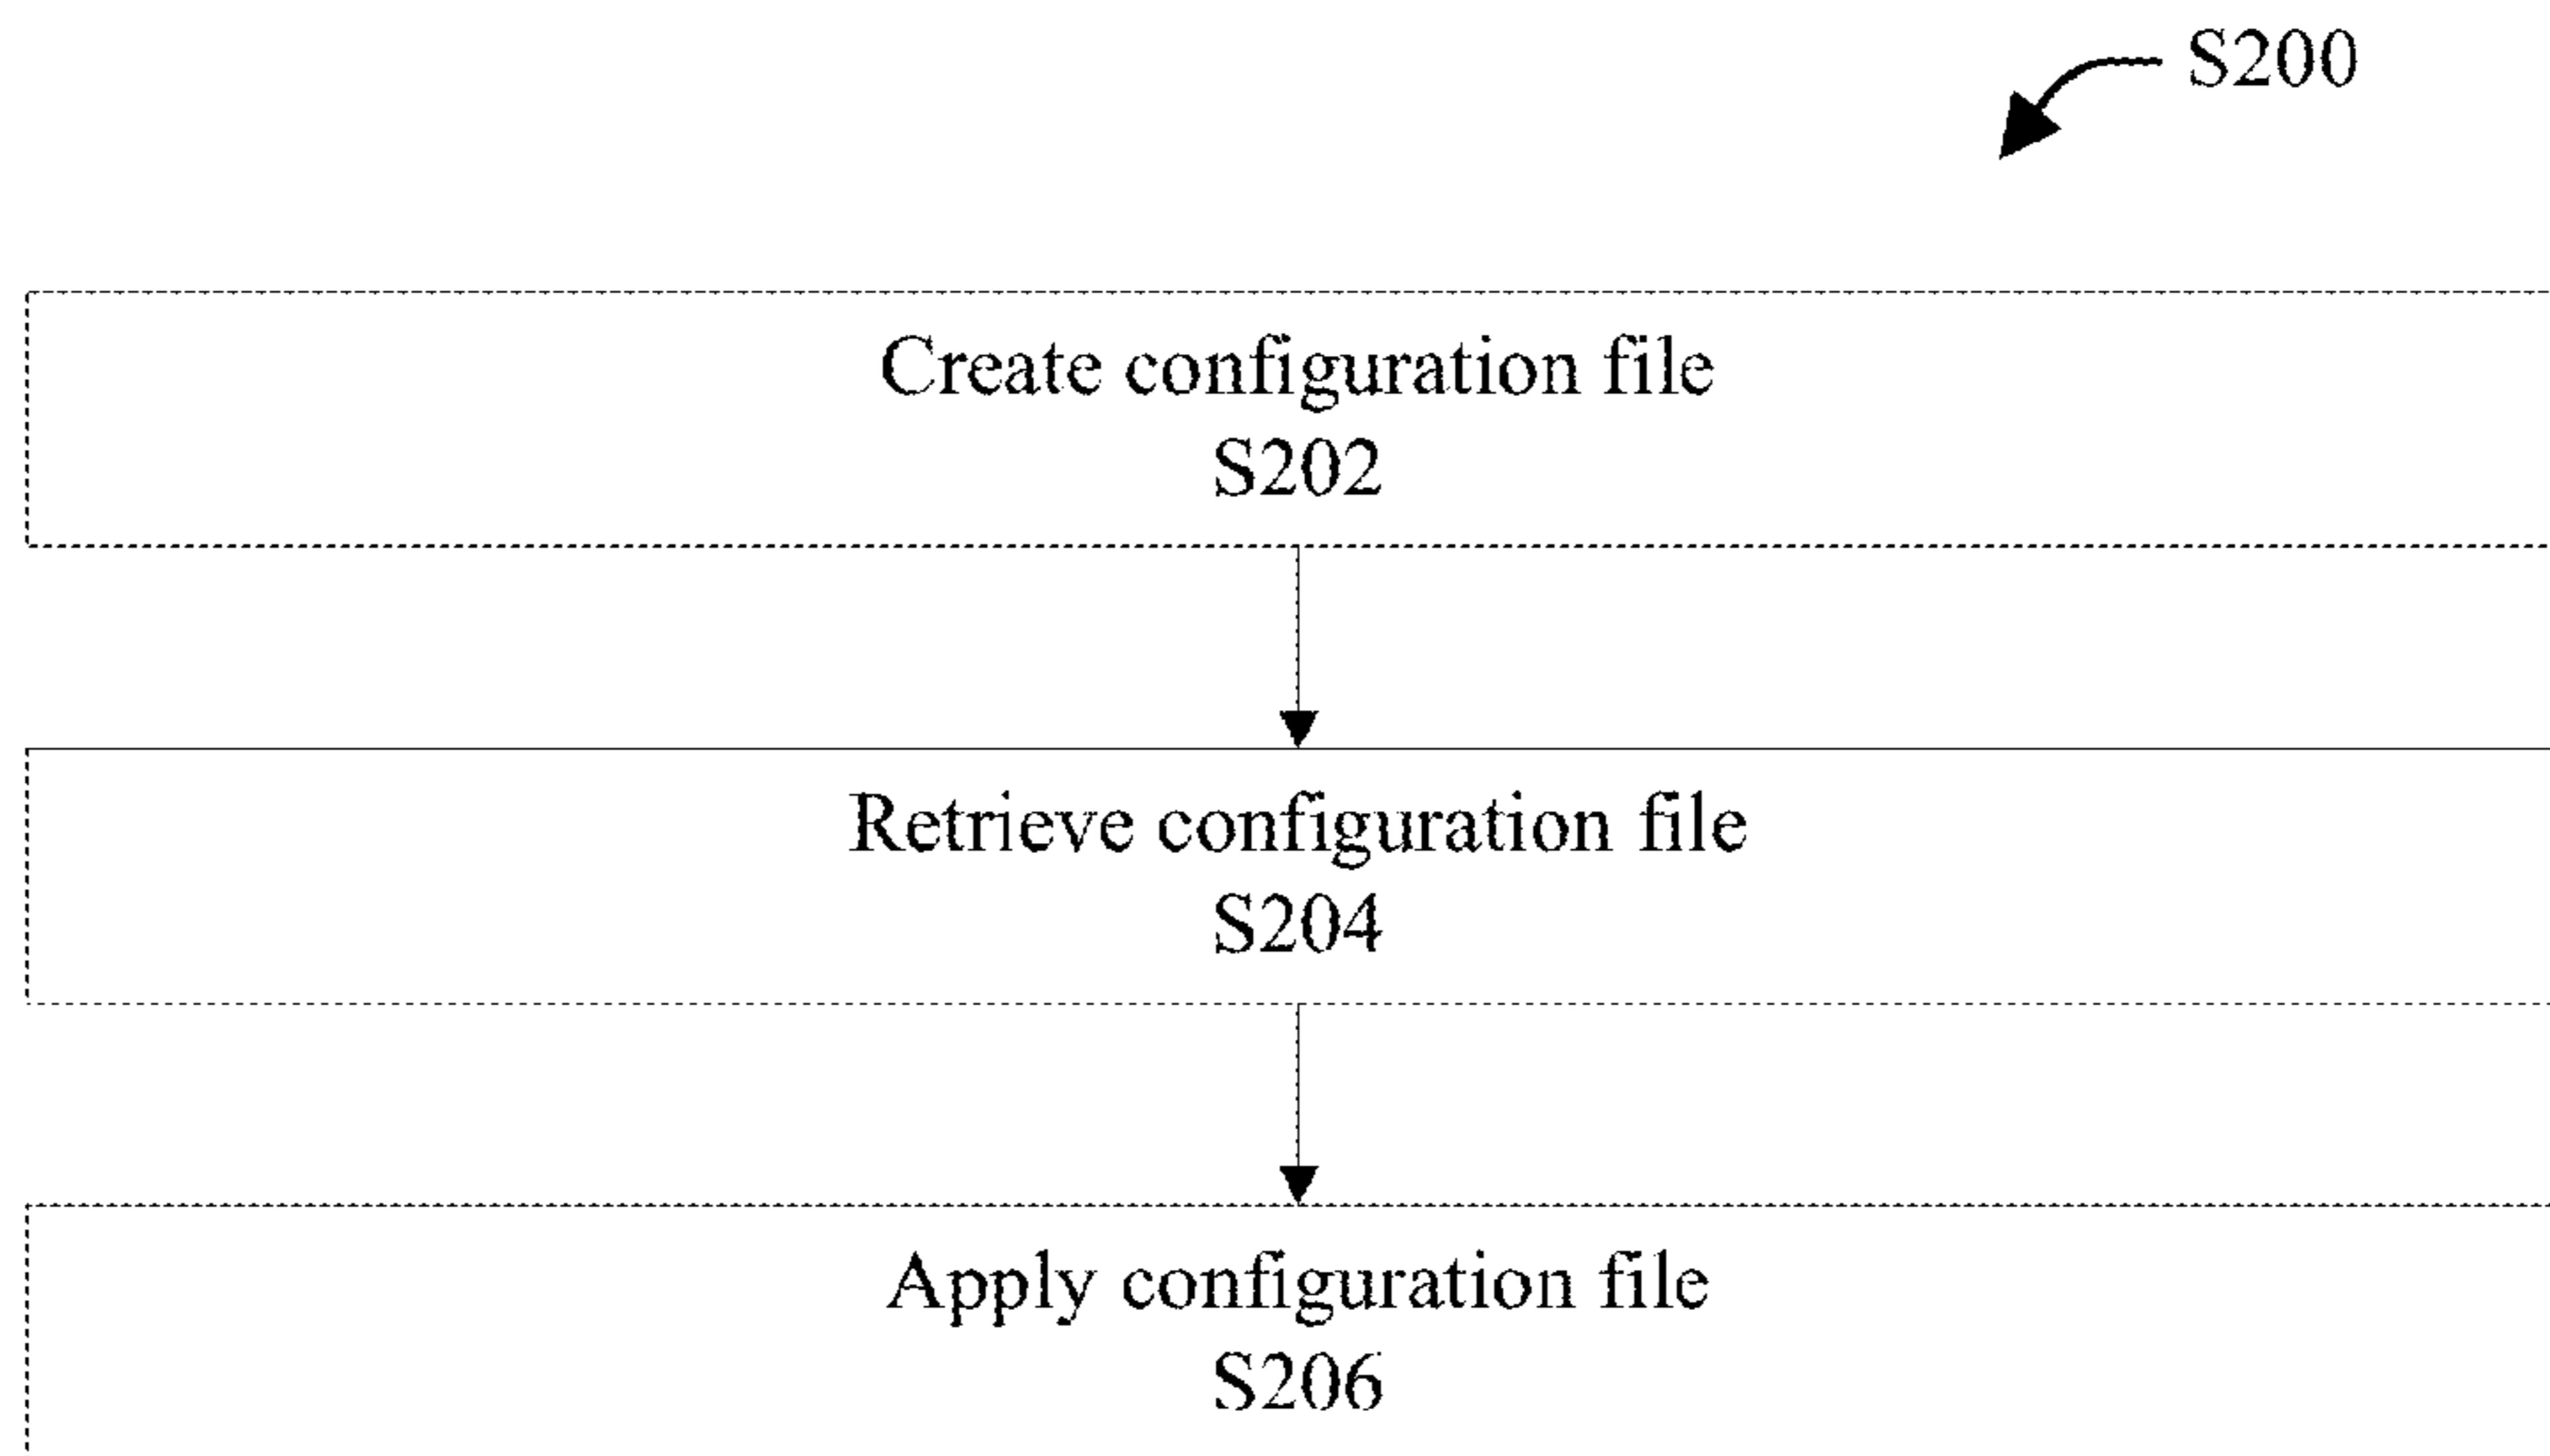 S200
Create configuration file
S202
Retrieve configuration file
S204
Apply configuration file
S206